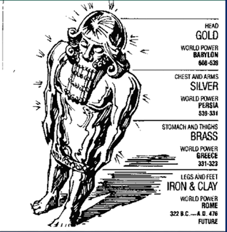 HEAD
GOLD
WORLD POWER
BABYLON
606-539
CHEST AND ARMS
SILVER
WORLD POWER
PERSIA
539-331
STOMACH AND THIGHS
BRASS
WORLD POWER
GREECE
331-323
LEGS AND FEET
IRON & CLAY
WORLD POWER
ROME
322 B.C.—A.D. 476
FUTURE